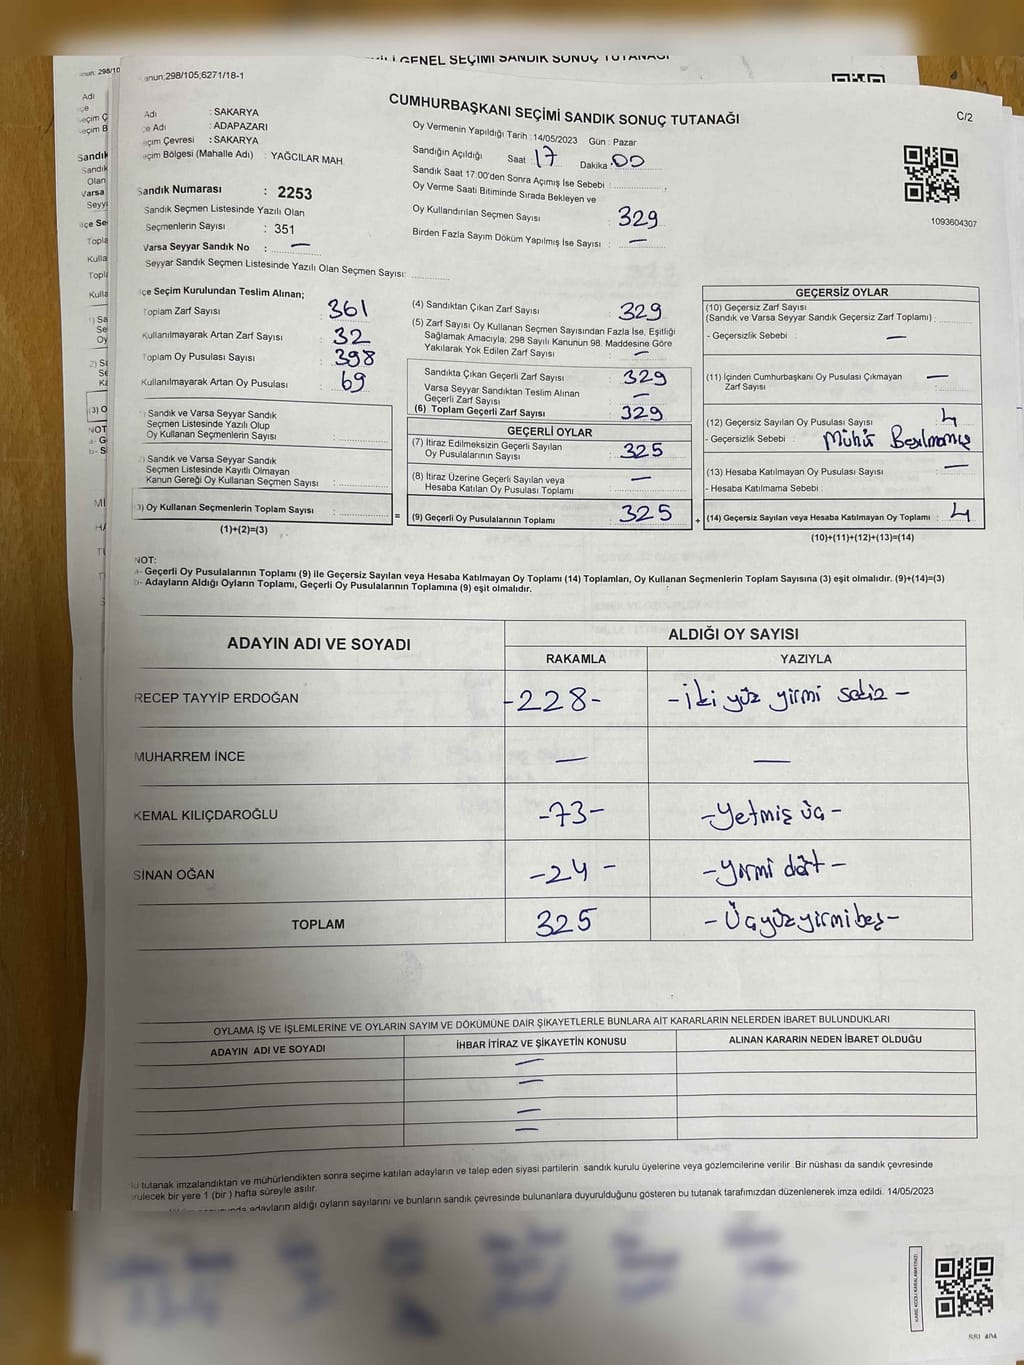 GENEL SEÇİMİ SANDIK SONUÇ TUTANAĞI
anun:298/105;6271/18-1
CUMHURBAŞKANI SEÇİMİ SANDIK SONUÇ TUTANAĞI
C/2
Adı : SAKARYA
çe Adı : ADAPAZARI
eçim Çevresi : SAKARYA
eçim Bölgesi (Mahalle Adı) : YAĞCILAR MAH.
Oy Vermenin Yapıldığı Tarih : 14/05/2023 Gün : Pazar
Sandığın Açıldığı Saat : 17 Dakika : 00
Sandık Saat 17:00'den Sonra Açımış İse Sebebi :
Oy Verme Saati Bitiminde Sırada Bekleyen ve
Oy Kullandırılan Seçmen Sayısı : 329
Birden Fazla Sayım Döküm Yapılmış İse Sayısı : —
1093604307
Sandık Numarası : 2253
Sandık Seçmen Listesinde Yazılı Olan
Seçmenlerin Sayısı : 351
Varsa Seyyar Sandık No : —
Seyyar Sandık Seçmen Listesinde Yazılı Olan Seçmen Sayısı:
çe Seçim Kurulundan Teslim Alınan;
Toplam Zarf Sayısı : 361
Kullanılmayarak Artan Zarf Sayısı : 32
Toplam Oy Pusulası Sayısı : 398
Kullanılmayarak Artan Oy Pusulası : 69
) Sandık ve Varsa Seyyar Sandık
Seçmen Listesinde Yazılı Olup
Oy Kullanan Seçmenlerin Sayısı :
) Sandık ve Varsa Seyyar Sandık
Seçmen Listesinde Kayıtlı Olmayan
Kanun Gereği Oy Kullanan Seçmen Sayısı :
3) Oy Kullanan Seçmenlerin Toplam Sayısı :
(1)+(2)=(3)
=
(4) Sandıktan Çıkan Zarf Sayısı : 329
(5) Zarf Sayısı Oy Kullanan Seçmen Sayısından Fazla İse, Eşitliği
Sağlamak Amacıyla; 298 Sayılı Kanunun 98. Maddesine Göre
Yakılarak Yok Edilen Zarf Sayısı : —
Sandıkta Çıkan Geçerli Zarf Sayısı : 329
Varsa Seyyar Sandıktan Teslim Alınan
Geçerli Zarf Sayısı : —
(6) Toplam Geçerli Zarf Sayısı : 329
GEÇERLİ OYLAR
(7) İtiraz Edilmeksizin Geçerli Sayılan
Oy Pusulalarının Sayısı : 325
(8) İtiraz Üzerine Geçerli Sayılan veya
Hesaba Katılan Oy Pusulası Toplamı : —
(9) Geçerli Oy Pusulalarının Toplamı : 325
+
GEÇERSİZ OYLAR
(10) Geçersiz Zarf Sayısı
(Sandık ve Varsa Seyyar Sandık Geçersiz Zarf Toplamı) :
- Geçersizlik Sebebi : —
(11) İçinden Cumhurbaşkanı Oy Pusulası Çıkmayan
Zarf Sayısı : —
(12) Geçersiz Sayılan Oy Pusulası Sayısı : 4
- Geçersizlik Sebebi : Mühür Basılmamış
(13) Hesaba Katılmayan Oy Pusulası Sayısı : —
- Hesaba Katılmama Sebebi :
(14) Geçersiz Sayılan veya Hesaba Katılmayan Oy Toplamı : 4
(10)+(11)+(12)+(13)=(14)
NOT:
a- Geçerli Oy Pusulalarının Toplamı (9) ile Geçersiz Sayılan veya Hesaba Katılmayan Oy Toplamı (14) Toplamları, Oy Kullanan Seçmenlerin Toplam Sayısına (3) eşit olmalıdır. (9)+(14)=(3)
b- Adayların Aldığı Oyların Toplamı, Geçerli Oy Pusulalarının Toplamına (9) eşit olmalıdır.
ADAYIN ADI VE SOYADI
ALDIĞI OY SAYISI
RAKAMLA YAZIYLA
RECEP TAYYİP ERDOĞAN -228- -iki yüz yirmi sekiz-
MUHARREM İNCE — —
KEMAL KILIÇDAROĞLU -73- -Yetmiş üç-
SİNAN OĞAN -24- -Yirmi dört-
TOPLAM 325 -Üçyüzyirmibeş-
OYLAMA İŞ VE İŞLEMLERİNE VE OYLARIN SAYIM VE DÖKÜMÜNE DAİR ŞİKAYETLERLE BUNLARA AİT KARARLARIN NELERDEN İBARET BULUNDUKLARI
ADAYIN ADI VE SOYADI İHBAR İTİRAZ VE ŞİKAYETİN KONUSU ALINAN KARARIN NEDEN İBARET OLDUĞU
—
—
—
—
u tutanak imzalandıktan ve mühürlendikten sonra seçime katılan adayların ve talep eden siyasi partilerin sandık kurulu üyelerine veya gözlemcilerine verilir .Bir nüshası da sandık çevresinde
rülecek bir yere 1 (bir ) hafta süreyle asılır.
adayların aldığı oyların sayılarını ve bunların sandık çevresinde bulunanlara duyurulduğunu gösteren bu tutanak tarafımızdan düzenlenerek imza edildi. 14/05/2023